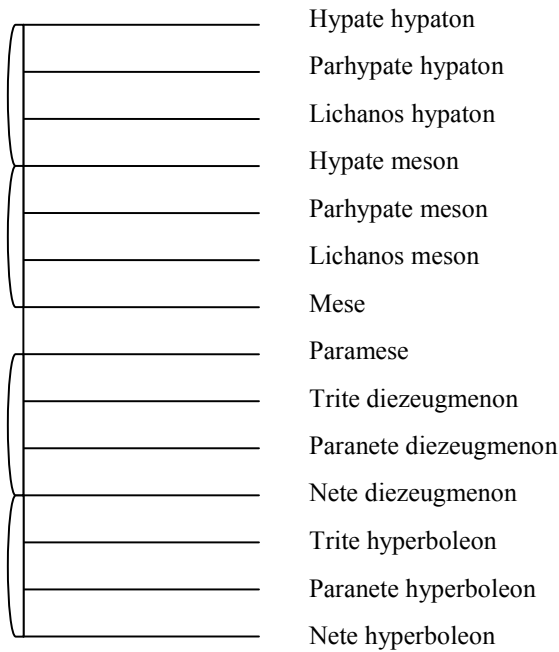 Hypate hypaton
Parhypate hypaton
Lichanos hypaton
Hypate meson
Parhypate meson
Lichanos meson
Mese
Paramese
Trite diezeugmenon
Paranete diezeugmenon
Nete diezeugmenon
Trite hyperboleon
Paranete hyperboleon
Nete hyperboleon